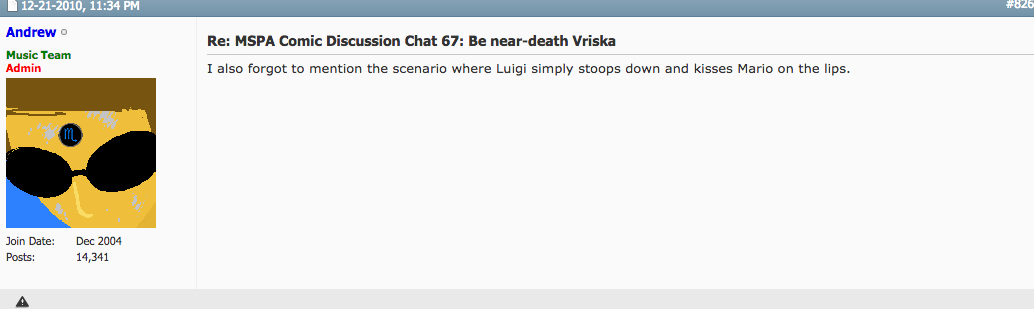 12-21-2010, 11:34 PM
#826
Andrew
Music Team
Admin
♏
Join Date: Dec 2004
Posts: 14,341
Re: MSPA Comic Discussion Chat 67: Be near-death Vriska
I also forgot to mention the scenario where Luigi simply stoops down and kisses Mario on the lips.